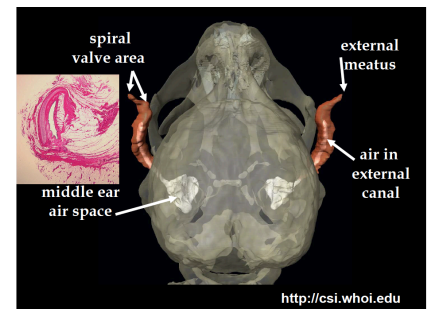 spiral
valve area
external
meatus
air in
external
canal
middle ear
air space
http://csi.whoi.edu